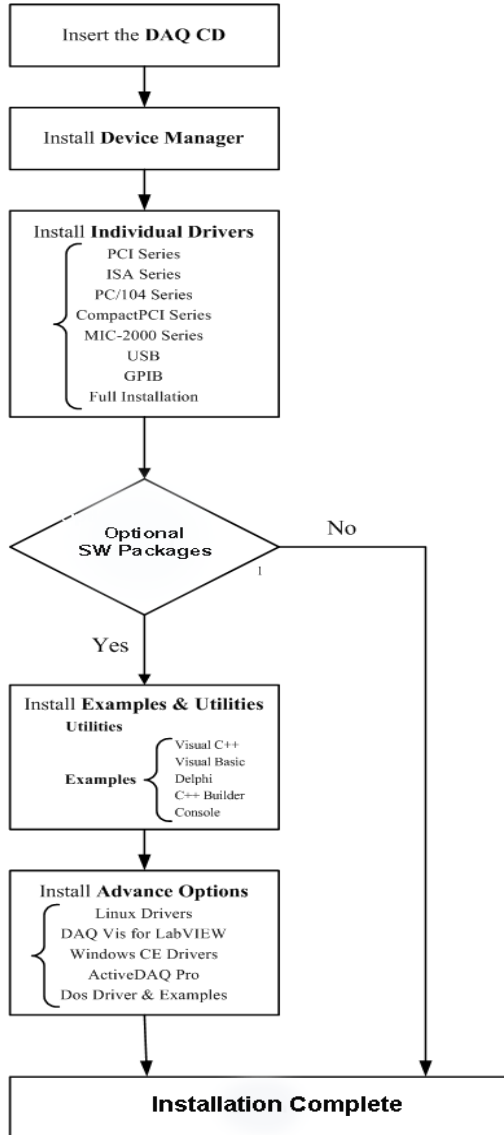 Insert the DAQ CD
Install Device Manager
Install Individual Drivers
PCI Series
ISA Series
PC/104 Series
CompactPCI Series
MIC-2000 Series
USB
GPIB
Full Installation
Optional
SW Packages
No
1
Yes
Install Examples & Utilities
Utilities
Examples
Visual C++
Visual Basic
Delphi
C++ Builder
Console
Install Advance Options
Linux Drivers
DAQ Vis for LabVIEW
Windows CE Drivers
ActiveDAQ Pro
Dos Driver & Examples
Installation Complete